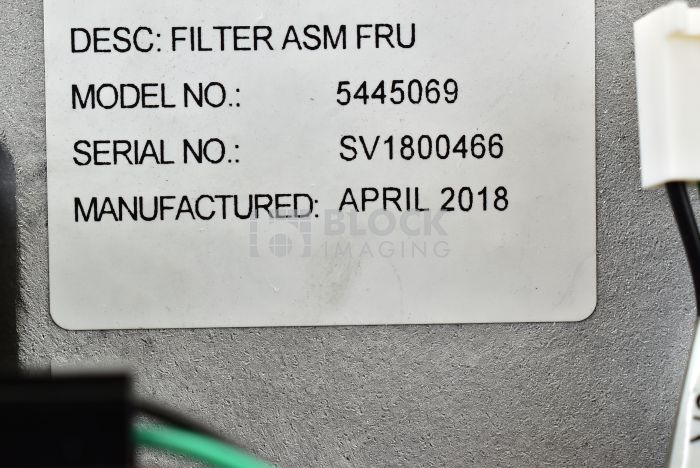 DESC: FILTER ASM FRU
MODEL NO.: 5445069
SERIAL NO.: SV1800466
MANUFACTURED: APRIL 2018
BLOCK
IMAGING